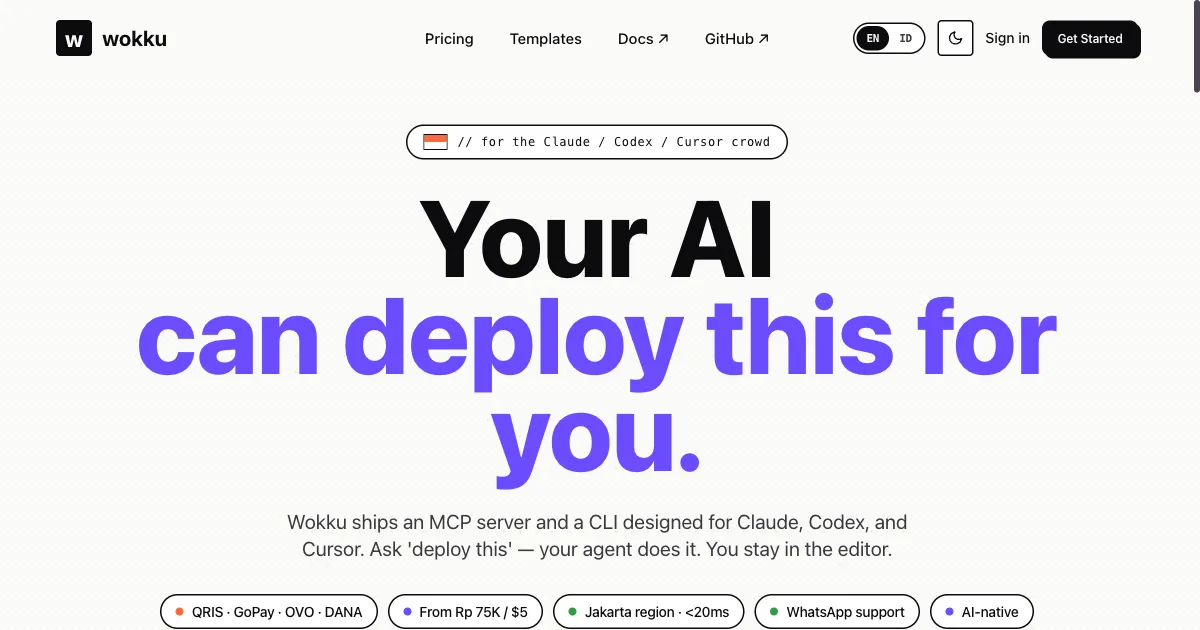 w wokku
Pricing Templates Docs ↗ GitHub ↗
EN ID Sign in Get Started
// for the Claude / Codex / Cursor crowd
Your AI
can deploy this for
you.
Wokku ships an MCP server and a CLI designed for Claude, Codex, and
Cursor. Ask 'deploy this' — your agent does it. You stay in the editor.
QRIS · GoPay · OVO · DANA From Rp 75K / $5 Jakarta region · <20ms WhatsApp support AI-native